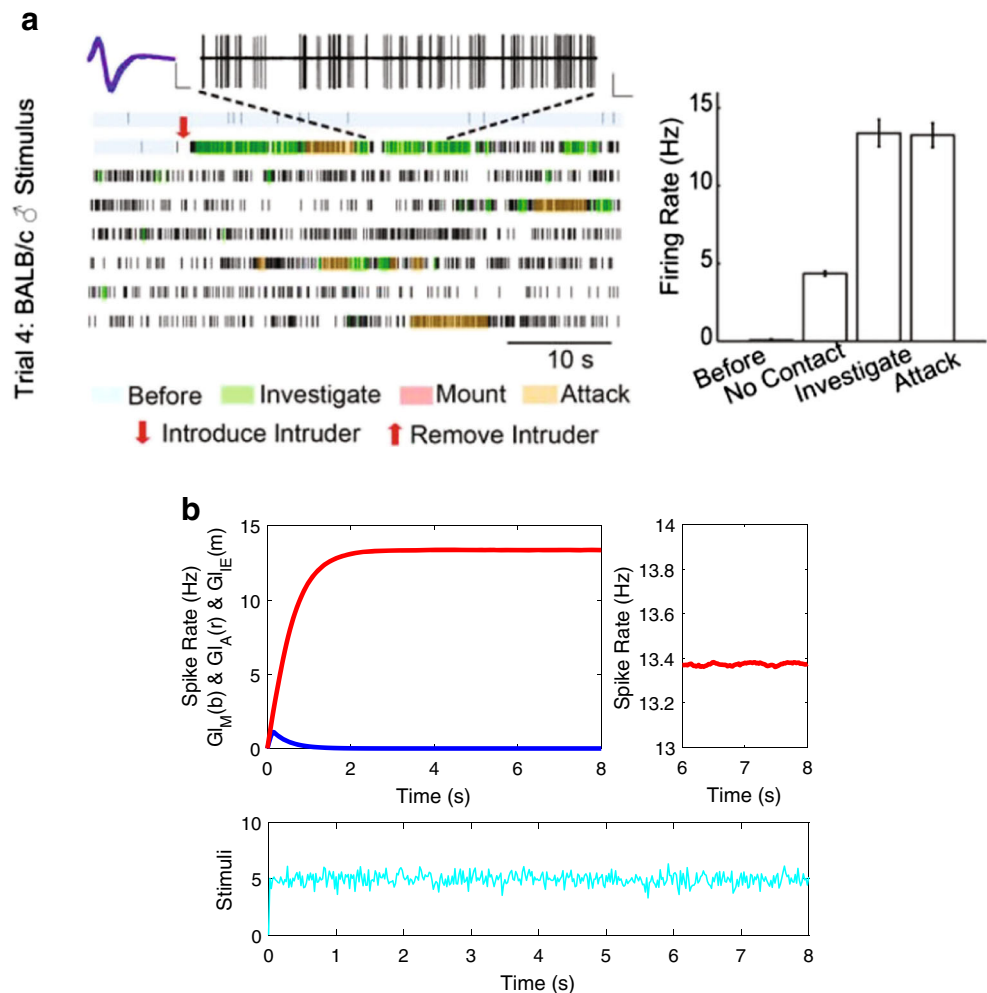 a
Trial 4: BALB/c ♂ Stimulus
10 s
Before Investigate Mount Attack
Introduce Intruder Remove Intruder
Firing Rate (Hz)
15
10
5
0
Before
No Contact
Investigate
Attack
b
Spike Rate (Hz)
GI_M(b) & GI_A(r) & GI_IE(m)
15
10
5
0
0 2 4 6 8
Time (s)
Spike Rate (Hz)
14
13.8
13.6
13.4
13.2
13
6 7 8
Time (s)
Stimuli
10
5
0
0 1 2 3 4 5 6 7 8
Time (s)